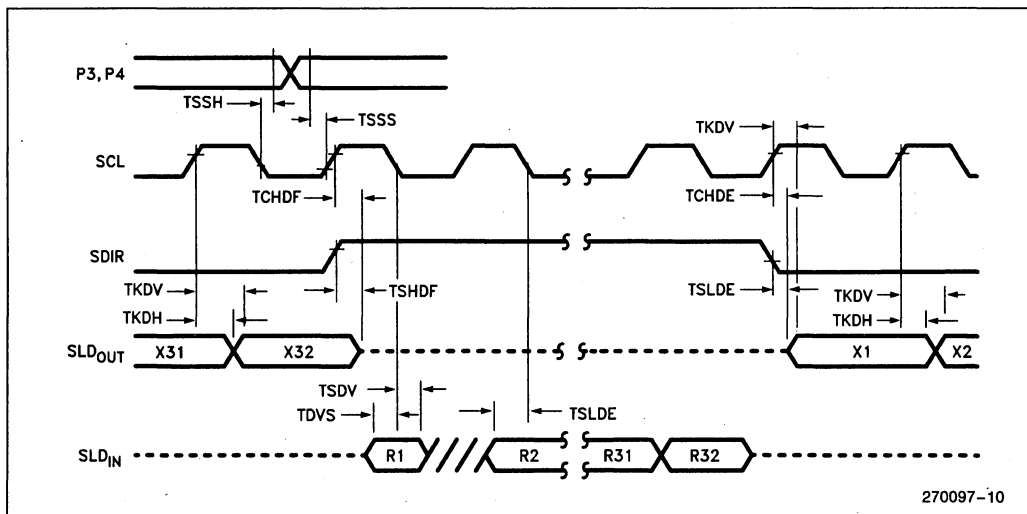 P3, P4
TSSH
TSSS
TKDV
SCL
TCHDF
TCHDE
SDIR
TKDV
TSHDF
TSLDE
TKDV
TKDH
TKDH
SLDOUT
X31
X32
X1
X2
TSDV
TDVS
TSLDE
SLDIN
R1
R2
R31
R32
270097-10